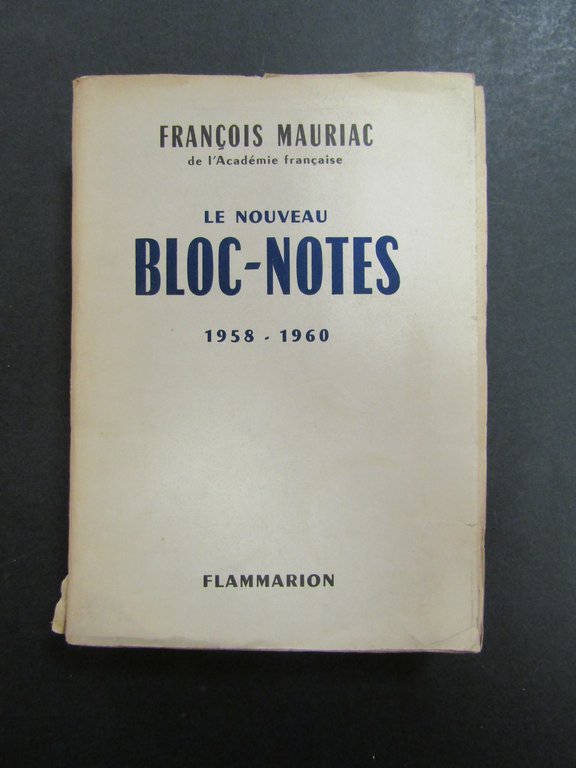 FRANÇOIS MAURIAC
de l'Académie française
LE NOUVEAU
BLOC-NOTES
1958 - 1960
FLAMMARION